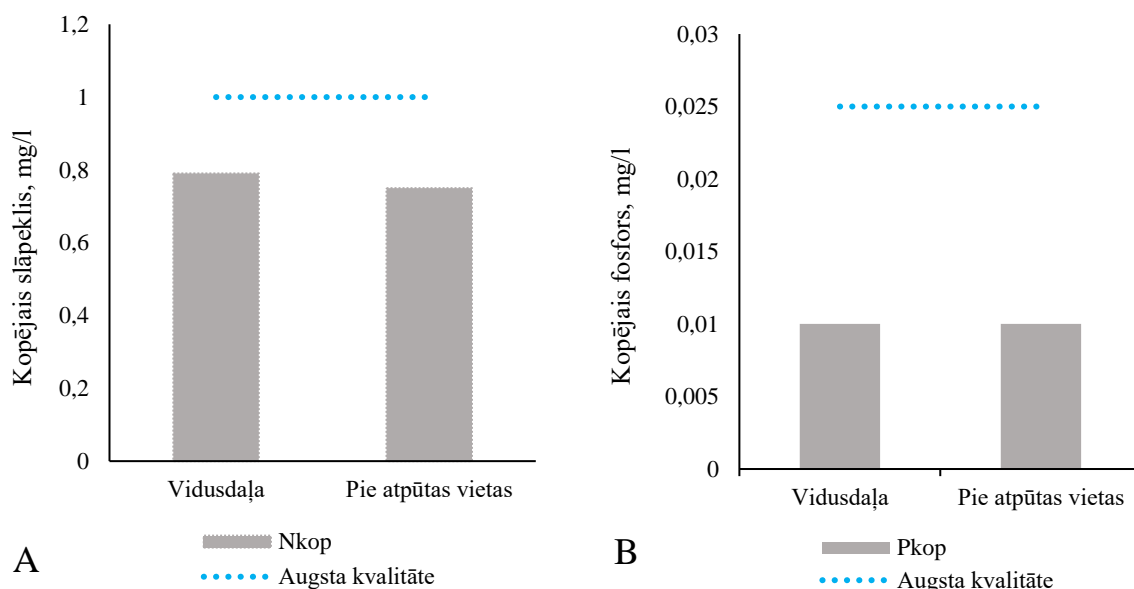 Kopējais slāpeklis, mg/l
1,2
1
0,8
0,6
0,4
0,2
0
Vidusdaļa
Pie atpūtas vietas
Nkop
Augsta kvalitāte
A
Kopējais fosfors, mg/l
0,03
0,025
0,02
0,015
0,01
0,005
0
Vidusdaļa
Pie atpūtas vietas
Pkop
Augsta kvalitāte
B